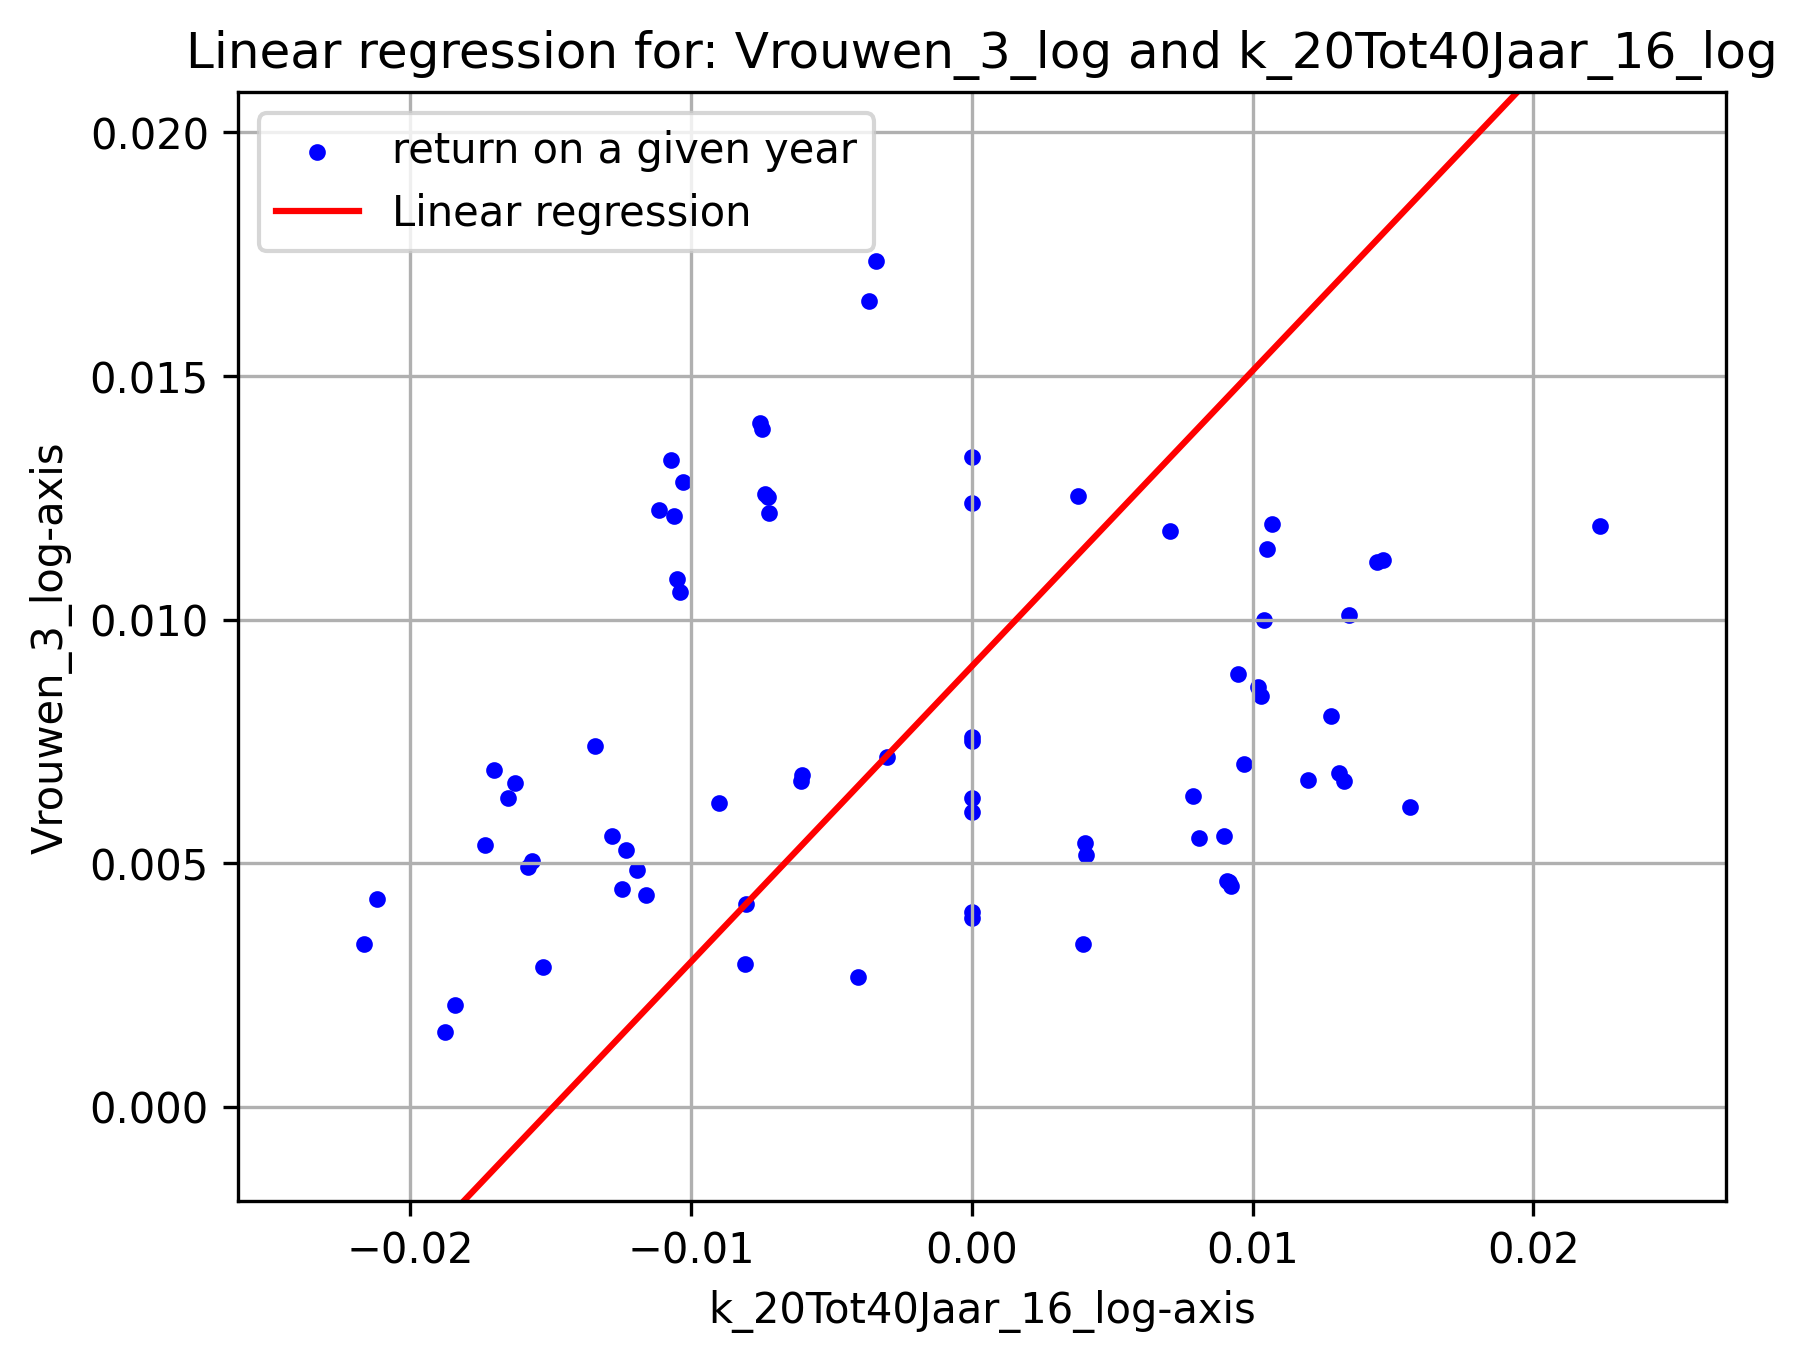 Linear regression for: Vrouwen_3_log and k_20Tot40Jaar_16_log
return on a given year
Linear regression
0.020
0.015
0.010
0.005
0.000
Vrouwen_3_log-axis
−0.02
−0.01
0.00
0.01
0.02
k_20Tot40Jaar_16_log-axis